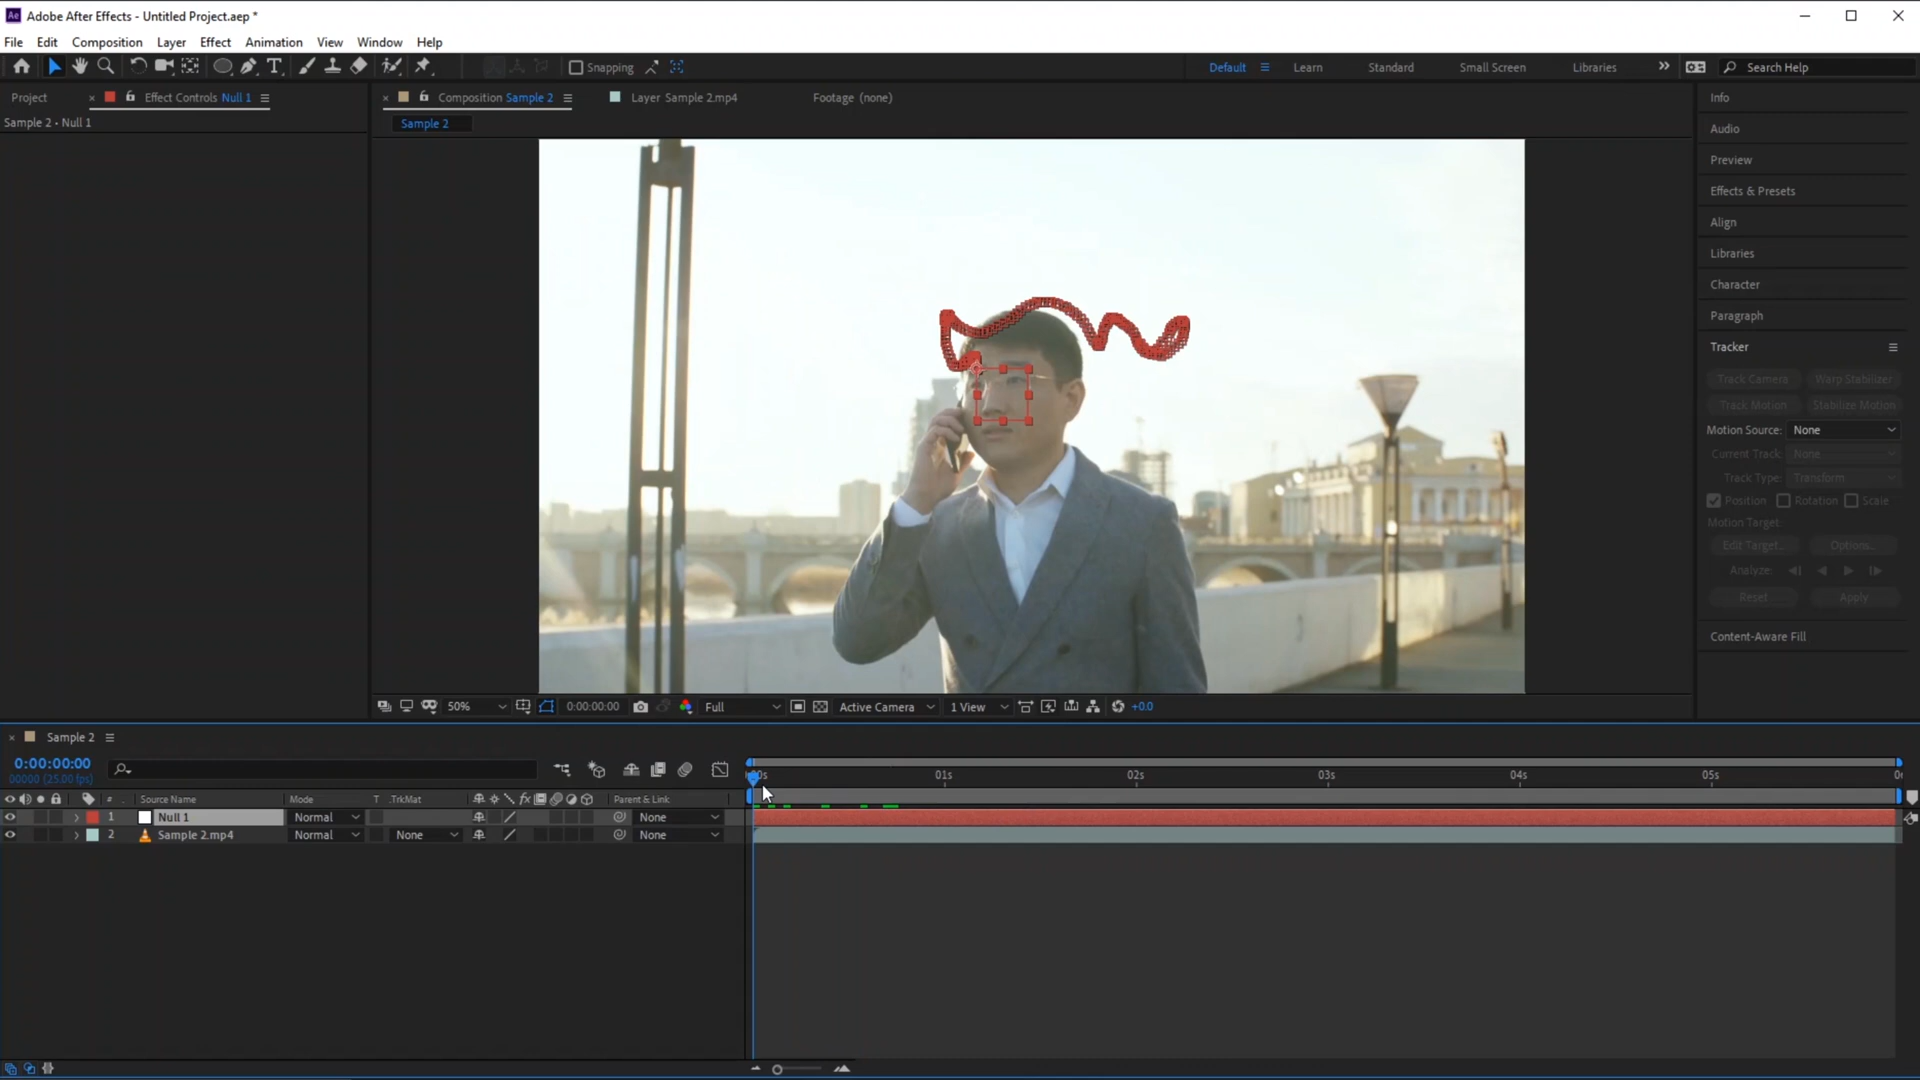 Ae Adobe After Effects - Untitled Project.aep *
File Edit Composition Layer Effect Animation View Window Help
Snapping Default Learn Standard Small Screen Libraries Search Help
Project × Effect Controls Null 1 × Composition Sample 2 Layer Sample 2.mp4 Footage (none)
Sample 2 • Null 1
Sample 2
Info
Audio
Preview
Effects & Presets
Align
Libraries
Character
Paragraph
Tracker
Track Camera Warp Stabilizer
Track Motion Stabilize Motion
Motion Source: None
Current Track: None
Track Type: Transform
Position Rotation Scale
Motion Target:
Edit Target... Options...
Analyze:
Reset Apply
Content-Aware Fill
50% 0:00:00:00 Full Active Camera 1 View +0.0
× Sample 2
0:00:00:00
00000 (25.00 fps)
00s 01s 02s 03s 04s 05s
# Source Name Mode T .TrkMat fx Parent & Link
1 Null 1 Normal None
2 Sample 2.mp4 Normal None None